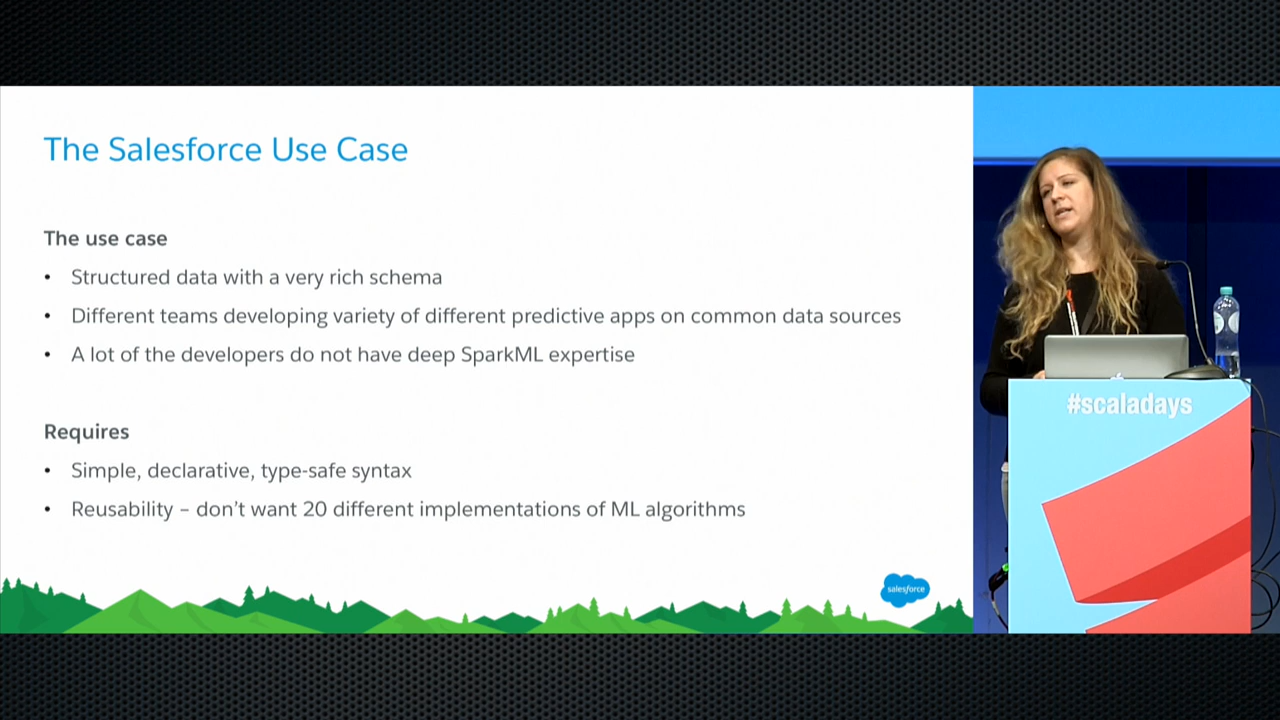 The Salesforce Use Case
The use case
• Structured data with a very rich schema
• Different teams developing variety of different predictive apps on common data sources
• A lot of the developers do not have deep SparkML expertise
Requires
• Simple, declarative, type-safe syntax
• Reusability – don't want 20 different implementations of ML algorithms
salesforce
#scaladays